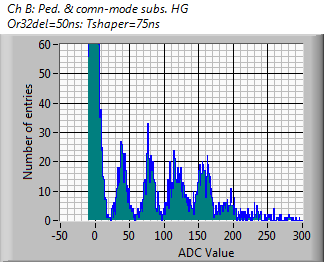 Ch B: Ped. & comn-mode subs. HG
Or32del=50ns: Tshaper=75ns
60
50
40
30
20
10
0
Number of entries
-50 0 50 100 150 200 250 300
ADC Value